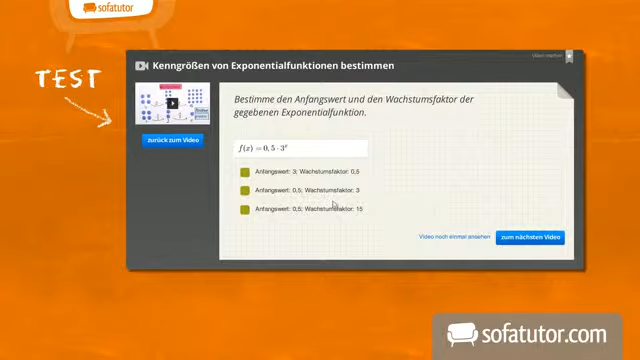 sofatutor
Kenngrößen von Exponentialfunktionen bestimmen
TEST
Bestimme den Anfangswert und den Wachstumsfaktor der
gegebenen Exponentialfunktion.
zurück zum Video
f(x) = 0,5 · 3ˣ
Anfangswert: 3; Wachstumsfaktor: 0,5
Anfangswert: 0,5; Wachstumsfaktor: 3
Anfangswert: 0,5; Wachstumsfaktor: 15
Video noch einmal ansehen
zum nächsten Video
sofatutor.com